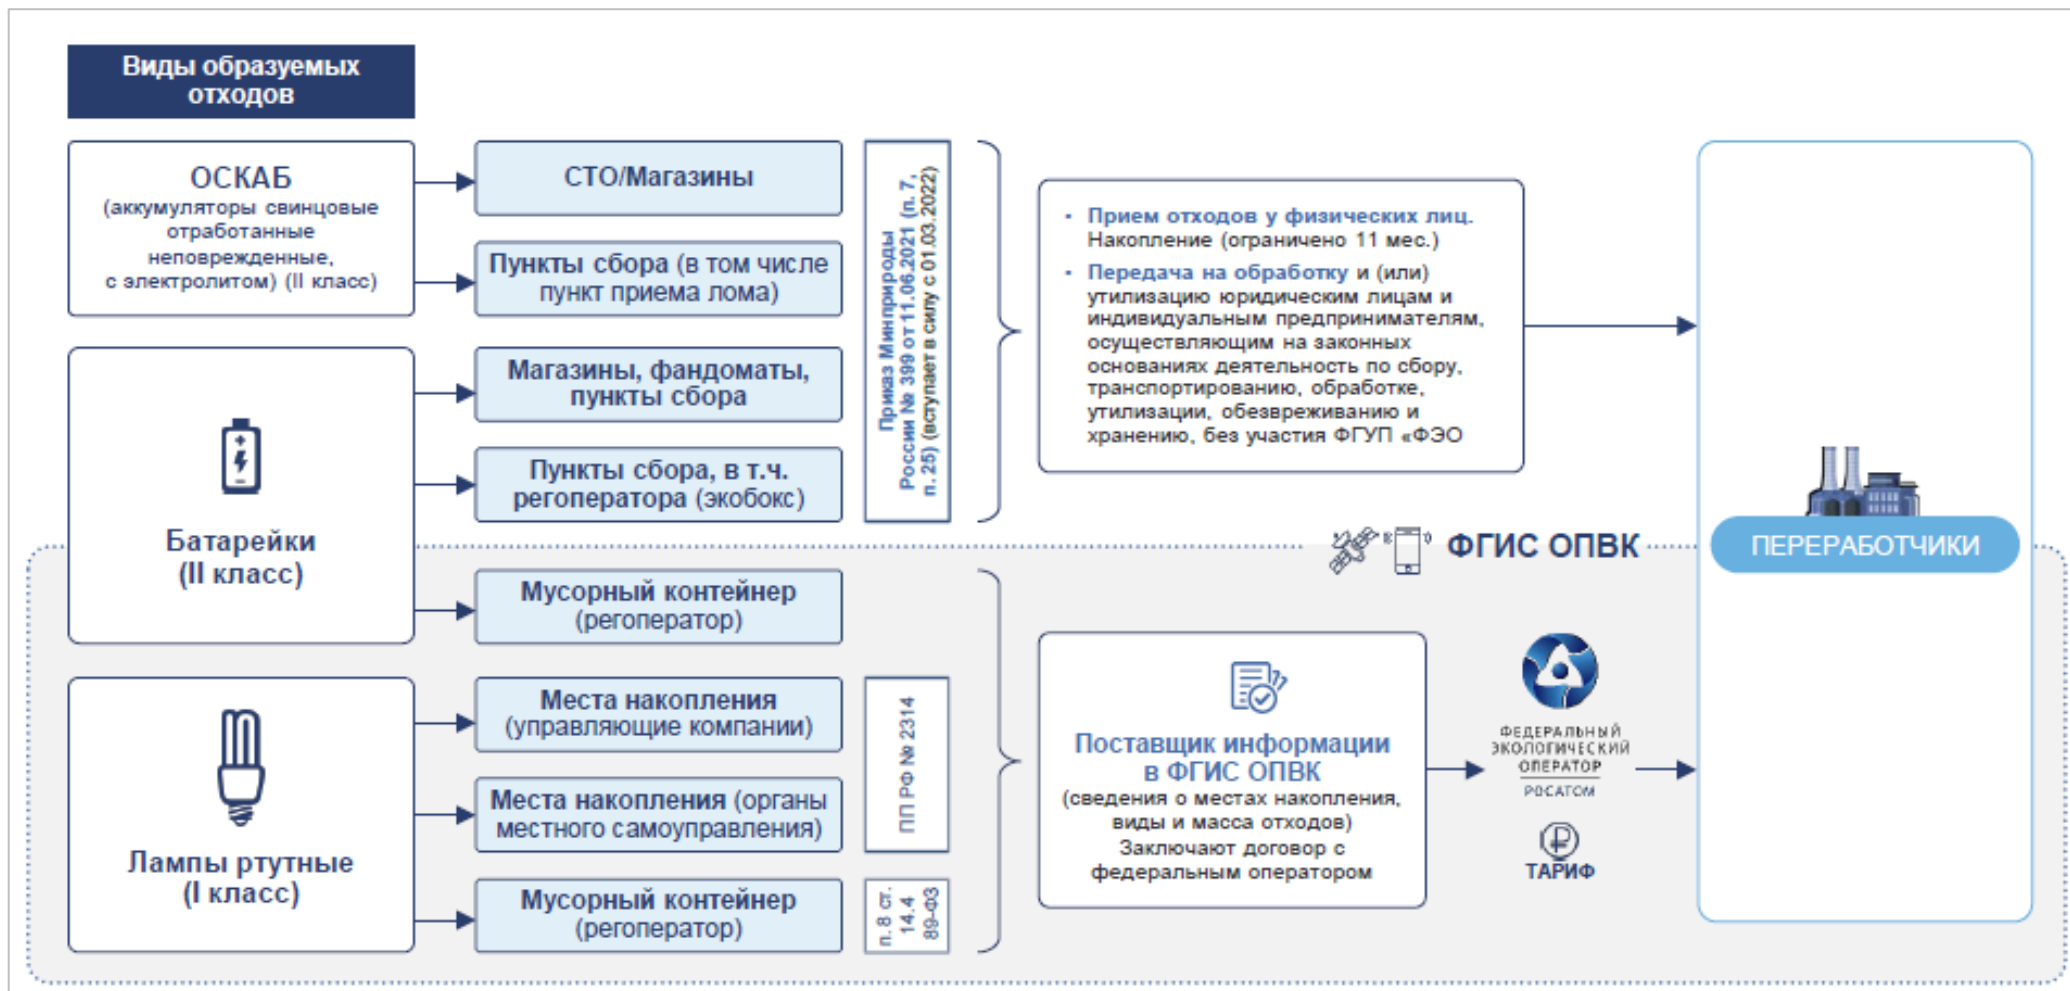 Виды образуемых
отходов
ОСКАБ
(аккумуляторы свинцовые
отработанные
неповрежденные,
с электролитом) (II класс)
СТО/Магазины
Пункты сбора (в том числе
пункт приема лома)
Батарейки
(II класс)
Магазины, фандоматы,
пункты сбора
Пункты сбора, в т.ч.
регоператора (экобокс)
Мусорный контейнер
(регоператор)
Лампы ртутные
(I класс)
Места накопления
(управляющие компании)
Места накопления (органы
местного самоуправления)
Мусорный контейнер
(регоператор)
Приказ Минприроды
России № 399 от 11.06.2021 (п. 7,
п. 25) (вступает в силу с 01.03.2022)
ПП РФ № 2314
п. 8 ст.
14.4
89-ФЗ
• Прием отходов у физических лиц.
Накопление (ограничено 11 мес.)
• Передача на обработку и (или)
утилизацию юридическим лицам и
индивидуальным предпринимателям,
осуществляющим на законных
основаниях деятельность по сбору,
транспортированию, обработке,
утилизации, обезвреживанию и
хранению, без участия ФГУП «ФЭО
ФГИС ОПВК
Поставщик информации
в ФГИС ОПВК
(сведения о местах накопления,
виды и масса отходов)
Заключают договор с
федеральным оператором
ФЕДЕРАЛЬНЫЙ
ЭКОЛОГИЧЕСКИЙ
ОПЕРАТОР
РОСАТОМ
₽
ТАРИФ
ПЕРЕРАБОТЧИКИ